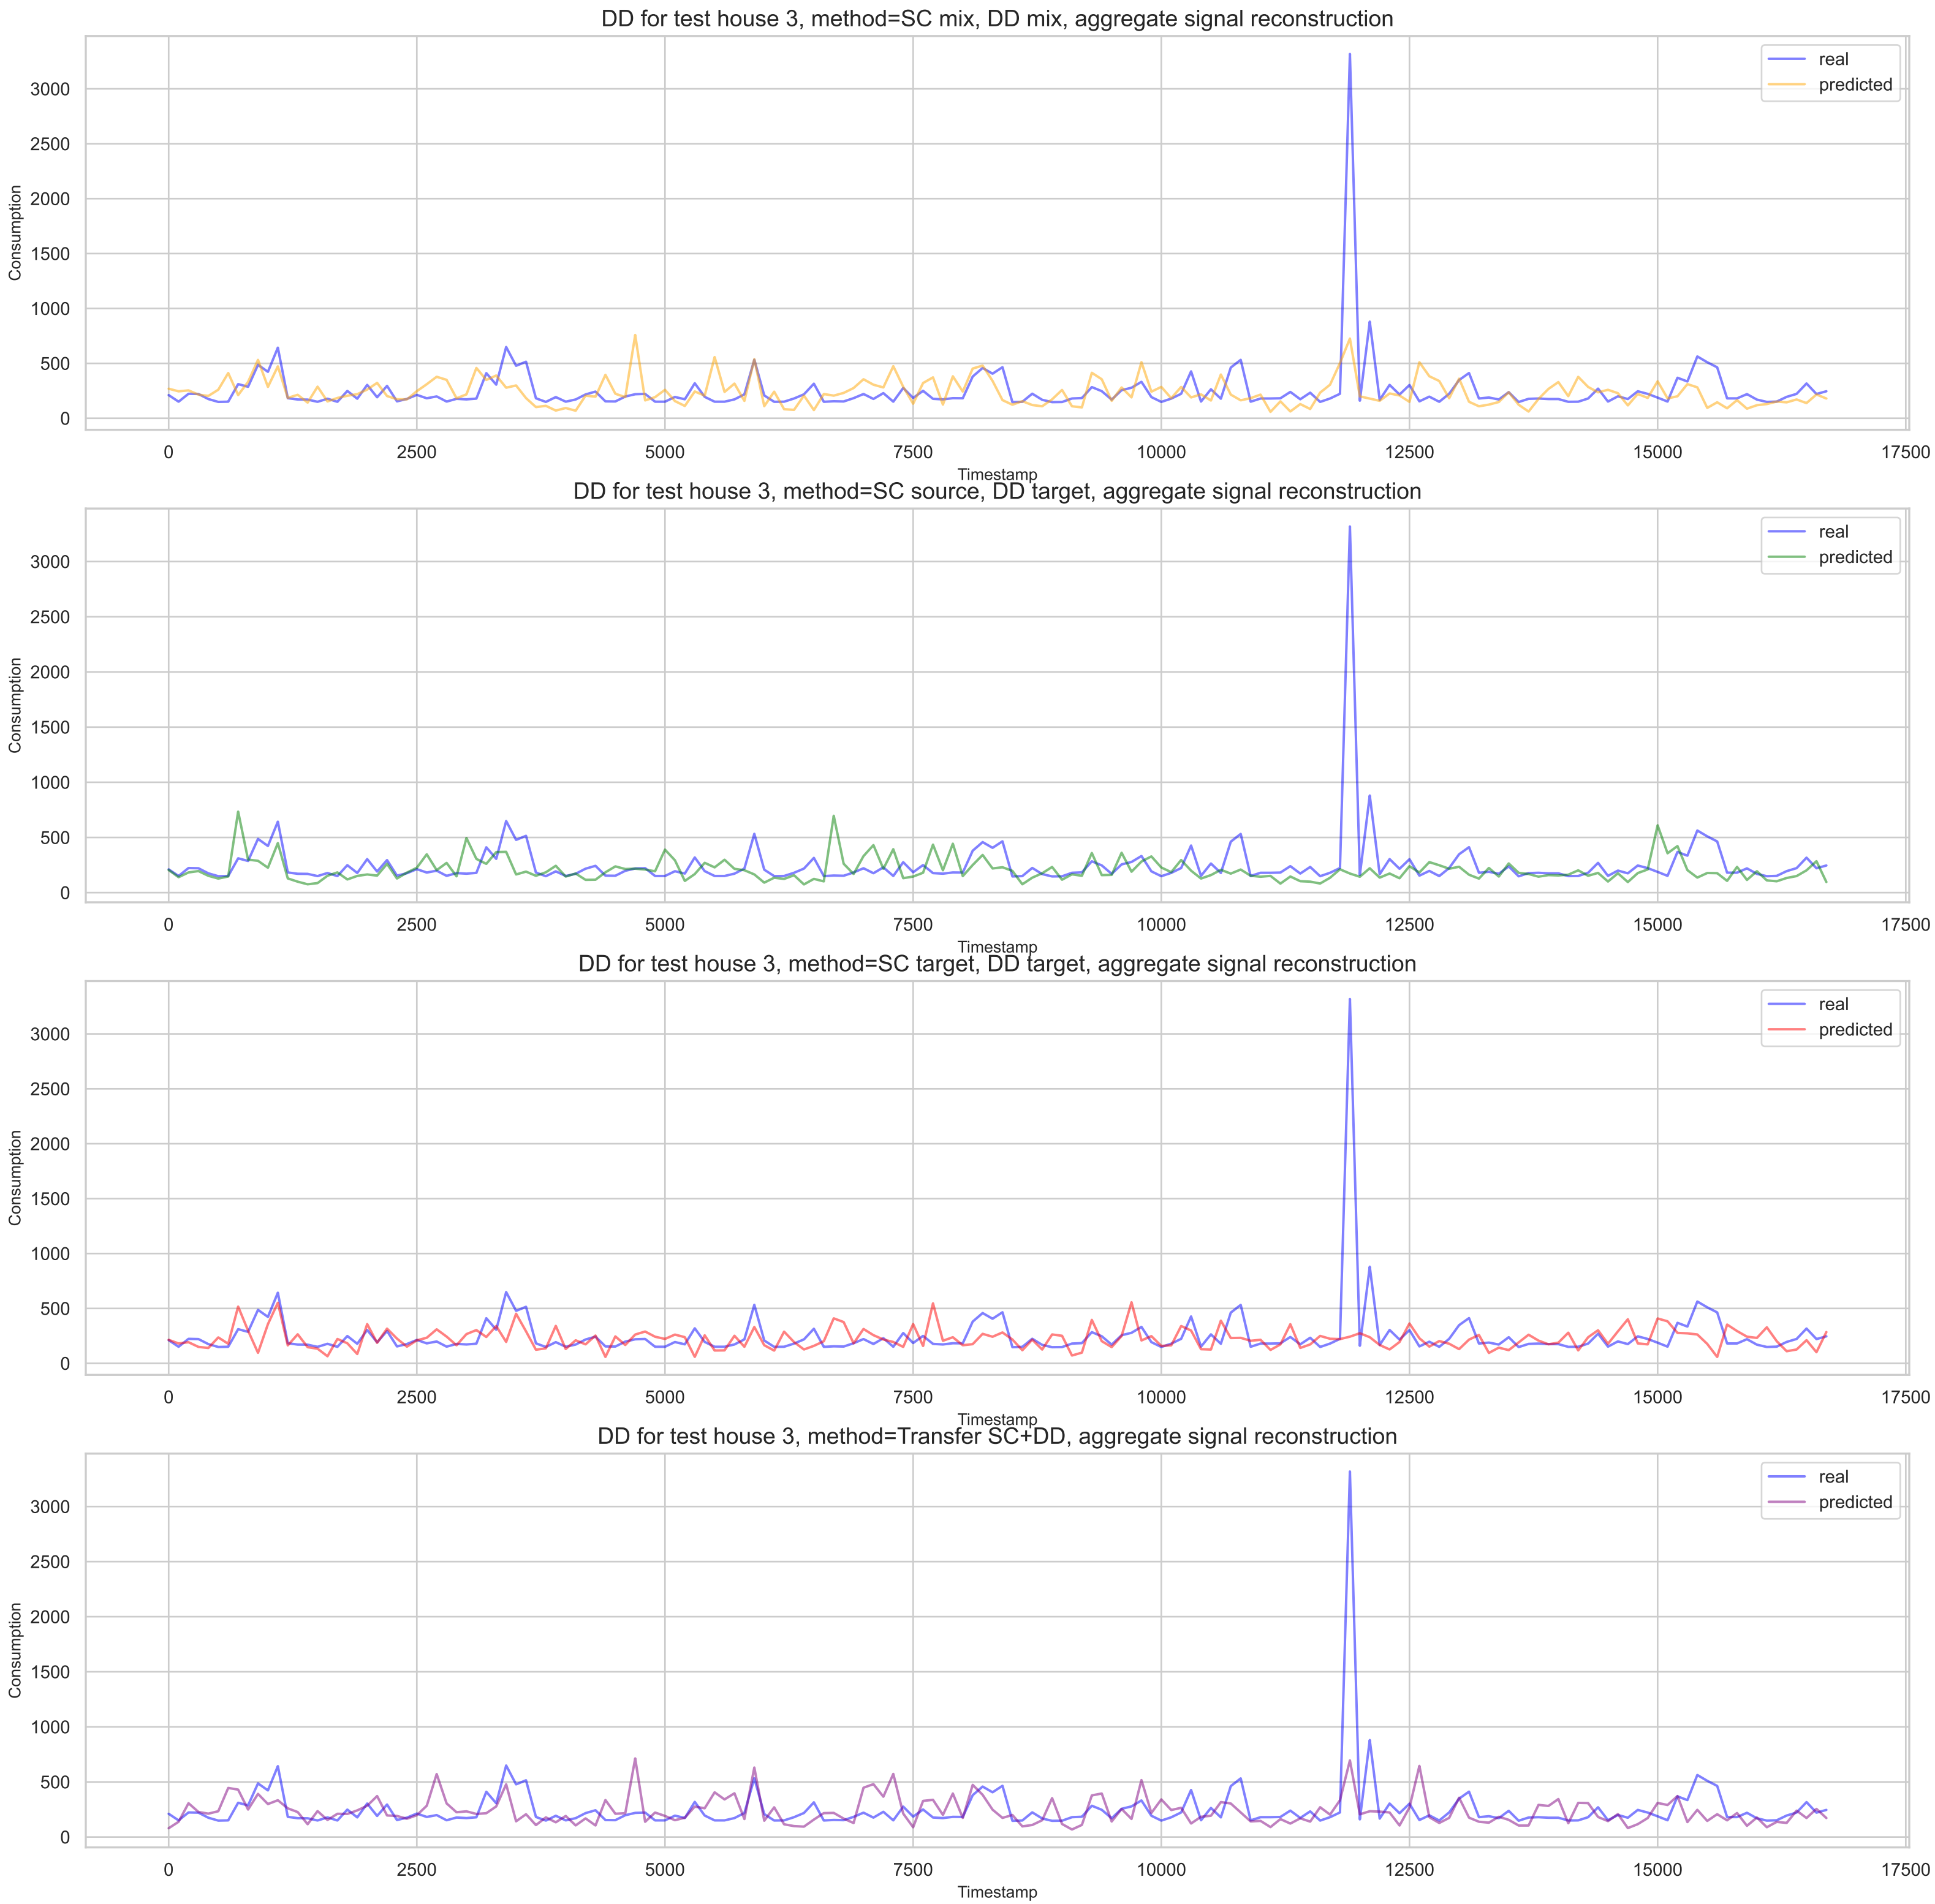 DD for test house 3, method=SC mix, DD mix, aggregate signal reconstruction
real
predicted
3000
2500
2000
1500
1000
500
0
Consumption
0 2500 5000 7500 10000 12500 15000 17500
Timestamp
DD for test house 3, method=SC source, DD target, aggregate signal reconstruction
real
predicted
3000
2500
2000
1500
1000
500
0
Consumption
0 2500 5000 7500 10000 12500 15000 17500
Timestamp
DD for test house 3, method=SC target, DD target, aggregate signal reconstruction
real
predicted
3000
2500
2000
1500
1000
500
0
Consumption
0 2500 5000 7500 10000 12500 15000 17500
Timestamp
DD for test house 3, method=Transfer SC+DD, aggregate signal reconstruction
real
predicted
3000
2500
2000
1500
1000
500
0
Consumption
0 2500 5000 7500 10000 12500 15000 17500
Timestamp